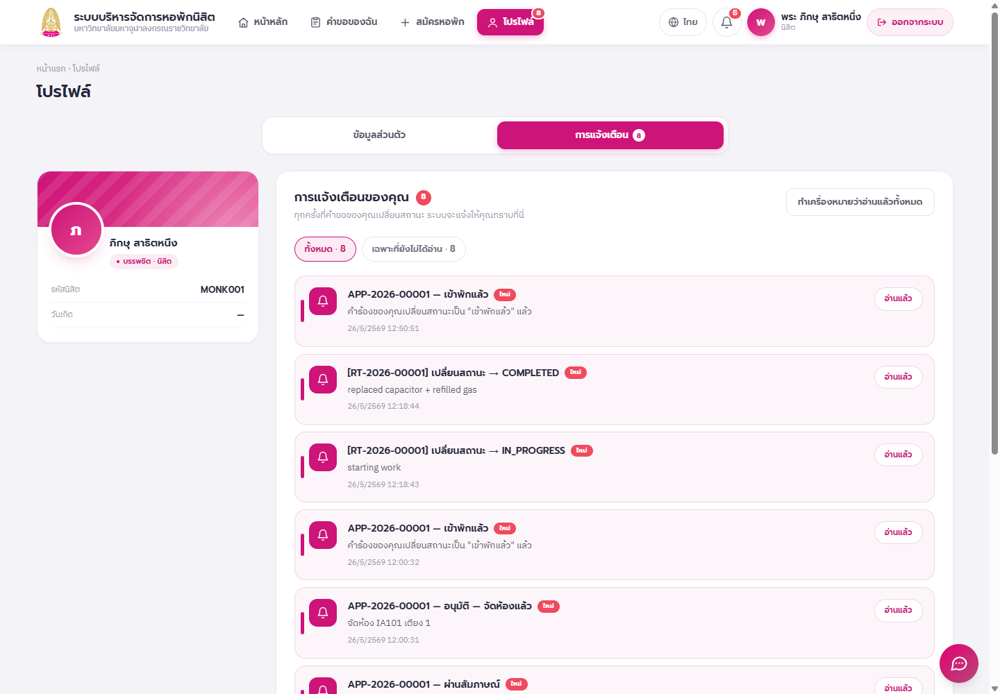 ระบบบริหารจัดการหอพักนิสิต
มหาวิทยาลัยมหาจุฬาลงกรณราชวิทยาลัย
หน้าหลัก
คำขอของฉัน
สมัครหอพัก
โปรไฟล์
8
ไทย
8
พ
พระ ภิกษุ สาธิตหนึ่ง
นิสิต
ออกจากระบบ
หน้าแรก · โปรไฟล์
โปรไฟล์
ข้อมูลส่วนตัว
การแจ้งเตือน 8
ภ
ภิกษุ สาธิตหนึ่ง
บรรพชิต · นิสิต
รหัสนิสิต MONK001
วันเกิด —
การแจ้งเตือนของคุณ 8
ทุกครั้งที่คำขอของคุณเปลี่ยนสถานะ ระบบจะแจ้งให้คุณทราบที่นี่
ทำเครื่องหมายว่าอ่านแล้วทั้งหมด
ทั้งหมด · 8
เฉพาะที่ยังไม่ได้อ่าน · 8
APP-2026-00001 — เข้าพักแล้ว ใหม่
คำร้องของคุณเปลี่ยนสถานะเป็น "เข้าพักแล้ว" แล้ว
26/5/2569 12:50:51
อ่านแล้ว
[RT-2026-00001] เปลี่ยนสถานะ → COMPLETED ใหม่
replaced capacitor + refilled gas
26/5/2569 12:18:44
อ่านแล้ว
[RT-2026-00001] เปลี่ยนสถานะ → IN_PROGRESS ใหม่
starting work
26/5/2569 12:18:43
อ่านแล้ว
APP-2026-00001 — เข้าพักแล้ว ใหม่
คำร้องของคุณเปลี่ยนสถานะเป็น "เข้าพักแล้ว" แล้ว
26/5/2569 12:00:32
อ่านแล้ว
APP-2026-00001 — อนุมัติ — จัดห้องแล้ว ใหม่
จัดห้อง IA101 เตียง 1
26/5/2569 12:00:31
อ่านแล้ว
APP-2026-00001 — ผ่านสัมภาษณ์ ใหม่
อ่านแล้ว